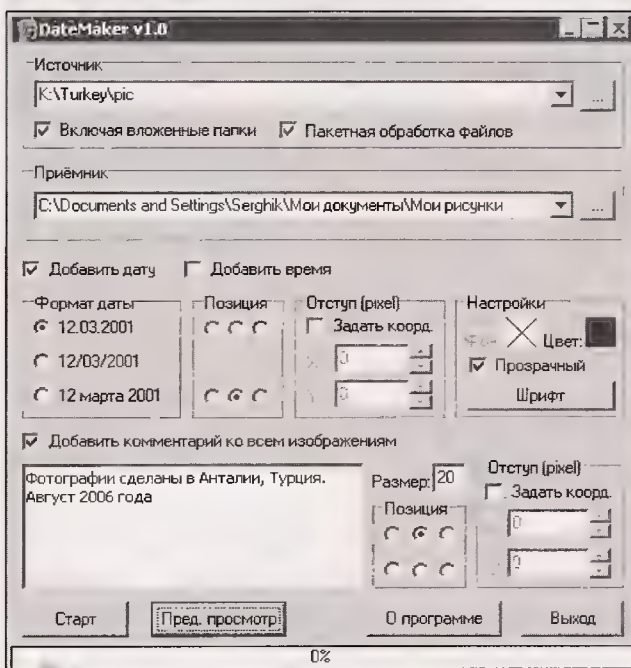 DateMaker v1.0
Источник
K:\Turkey\pic
...
Включая вложенные папки Пакетная обработка файлов
Приёмник
C:\Documents and Settings\Serghik\Мои документы\Мои рисунки
...
Добавить дату Добавить время
Формат даты Позиция Отступ (pixel) Настройки
12.03.2001 Задать коорд. Цвет:
12/03/2001 0 Прозрачный
12 марта 2001 0 Шрифт
Добавить комментарий ко всем изображениям
Фотографии сделаны в Анталии, Турция.
Август 2006 года
Размер: 20 Отступ (pixel)
Позиция Задать коорд.
0
0
Старт Пред. просмотр О программе Выход
0%